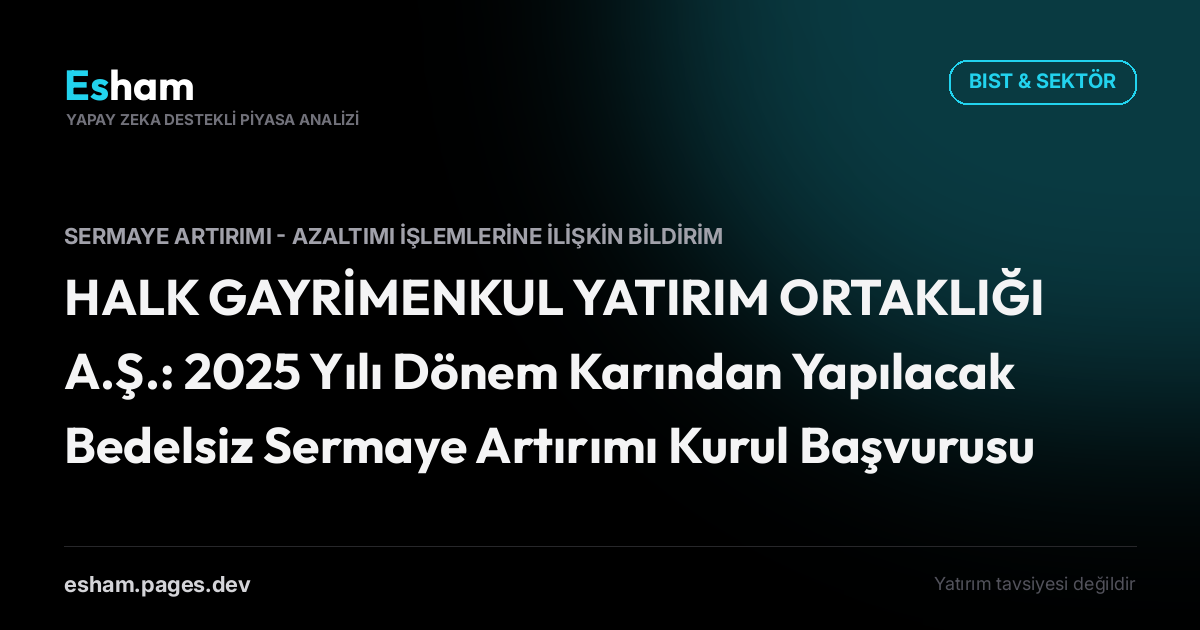 Esham
BIST & SEKTÖR
YAPAY ZEKA DESTEKLİ PİYASA ANALİZİ
SERMAYE ARTIRIMI - AZALTIMI İŞLEMLERİNE İLİŞKİN BİLDİRİM
HALK GAYRİMENKUL YATIRIM ORTAKLIĞI
A.Ş.: 2025 Yılı Dönem Karından Yapılacak
Bedelsiz Sermaye Artırımı Kurul Başvurusu
esham.pages.dev
Yatırım tavsiyesi değildir